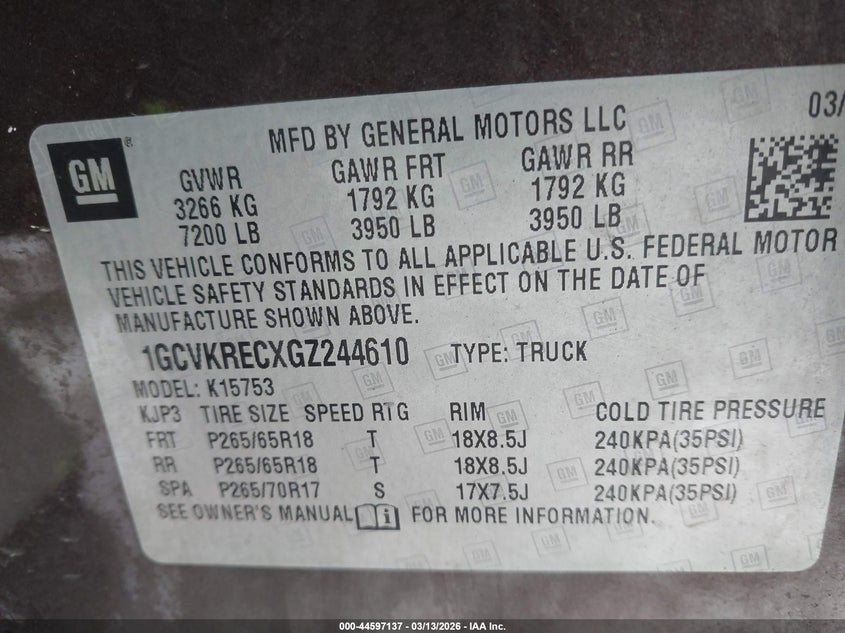 MFD BY GENERAL MOTORS LLC
03/
GM
GVWR GAWR FRT GAWR RR
3266 KG 1792 KG 1792 KG
7200 LB 3950 LB 3950 LB
THIS VEHICLE CONFORMS TO ALL APPLICABLE U.S. FEDERAL MOTOR
VEHICLE SAFETY STANDARDS IN EFFECT ON THE DATE OF
MANUFACTURE SHOWN ABOVE.
1GCVKRECXGZ244610 TYPE: TRUCK
MODEL: K15753
KJP3 TIRE SIZE SPEED RTG RIM COLD TIRE PRESSURE
FRT P265/65R18 T 18X8.5J 240KPA(35PSI)
RR P265/65R18 T 18X8.5J 240KPA(35PSI)
SPA P265/70R17 S 17X7.5J 240KPA(35PSI)
SEE OWNER'S MANUAL i FOR MORE INFORMATION.
000-44597137 - 03/13/2026 - IAA Inc.